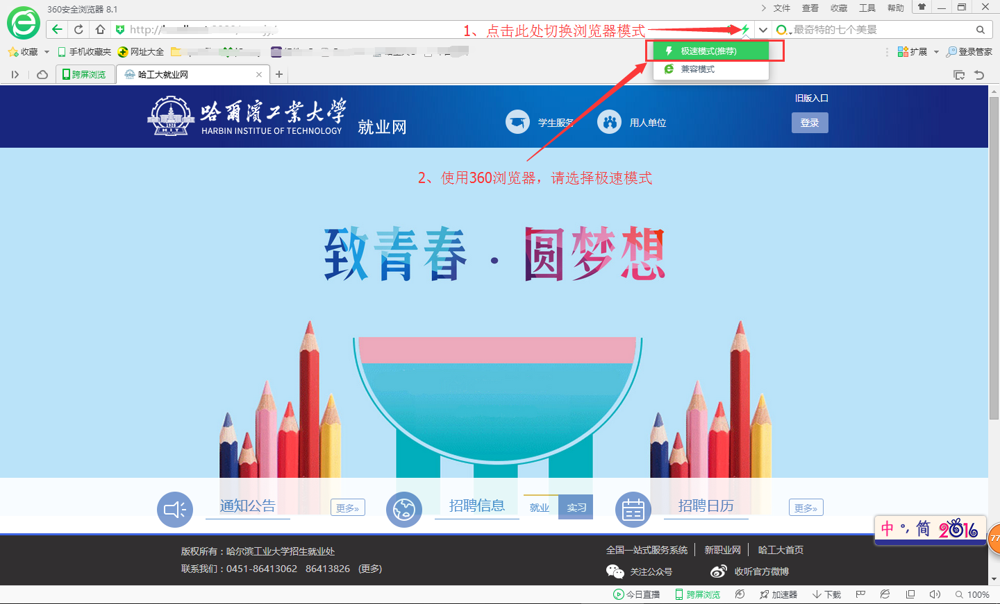 360安全浏览器 8.1
文件 查看 收藏 工具 帮助
http://
1、点击此处切换浏览器模式
最奇特的七个美景
收藏 手机收藏夹 网址大全
扩展 登录管家
极速模式(推荐)
兼容模式
跨屏浏览 哈工大就业网
哈尔滨工业大学
HARBIN INSTITUE OF TECHNOLOGY
HIT
就业网
学生服务 用人单位
旧版入口
登录
2、使用360浏览器，请选择极速模式
致青春·圆梦想
通知公告 更多» 招聘信息 就业 实习 招聘日历 更多»
中 °, 简 2016
77
版权所有：哈尔滨工业大学招生就业处
联系我们：0451-86413062 86413826 (更多)
全国一站式服务系统 新职业网 哈工大首页
关注公众号 收听官方微博
今日直播 跨屏浏览 加速器 下载 100%